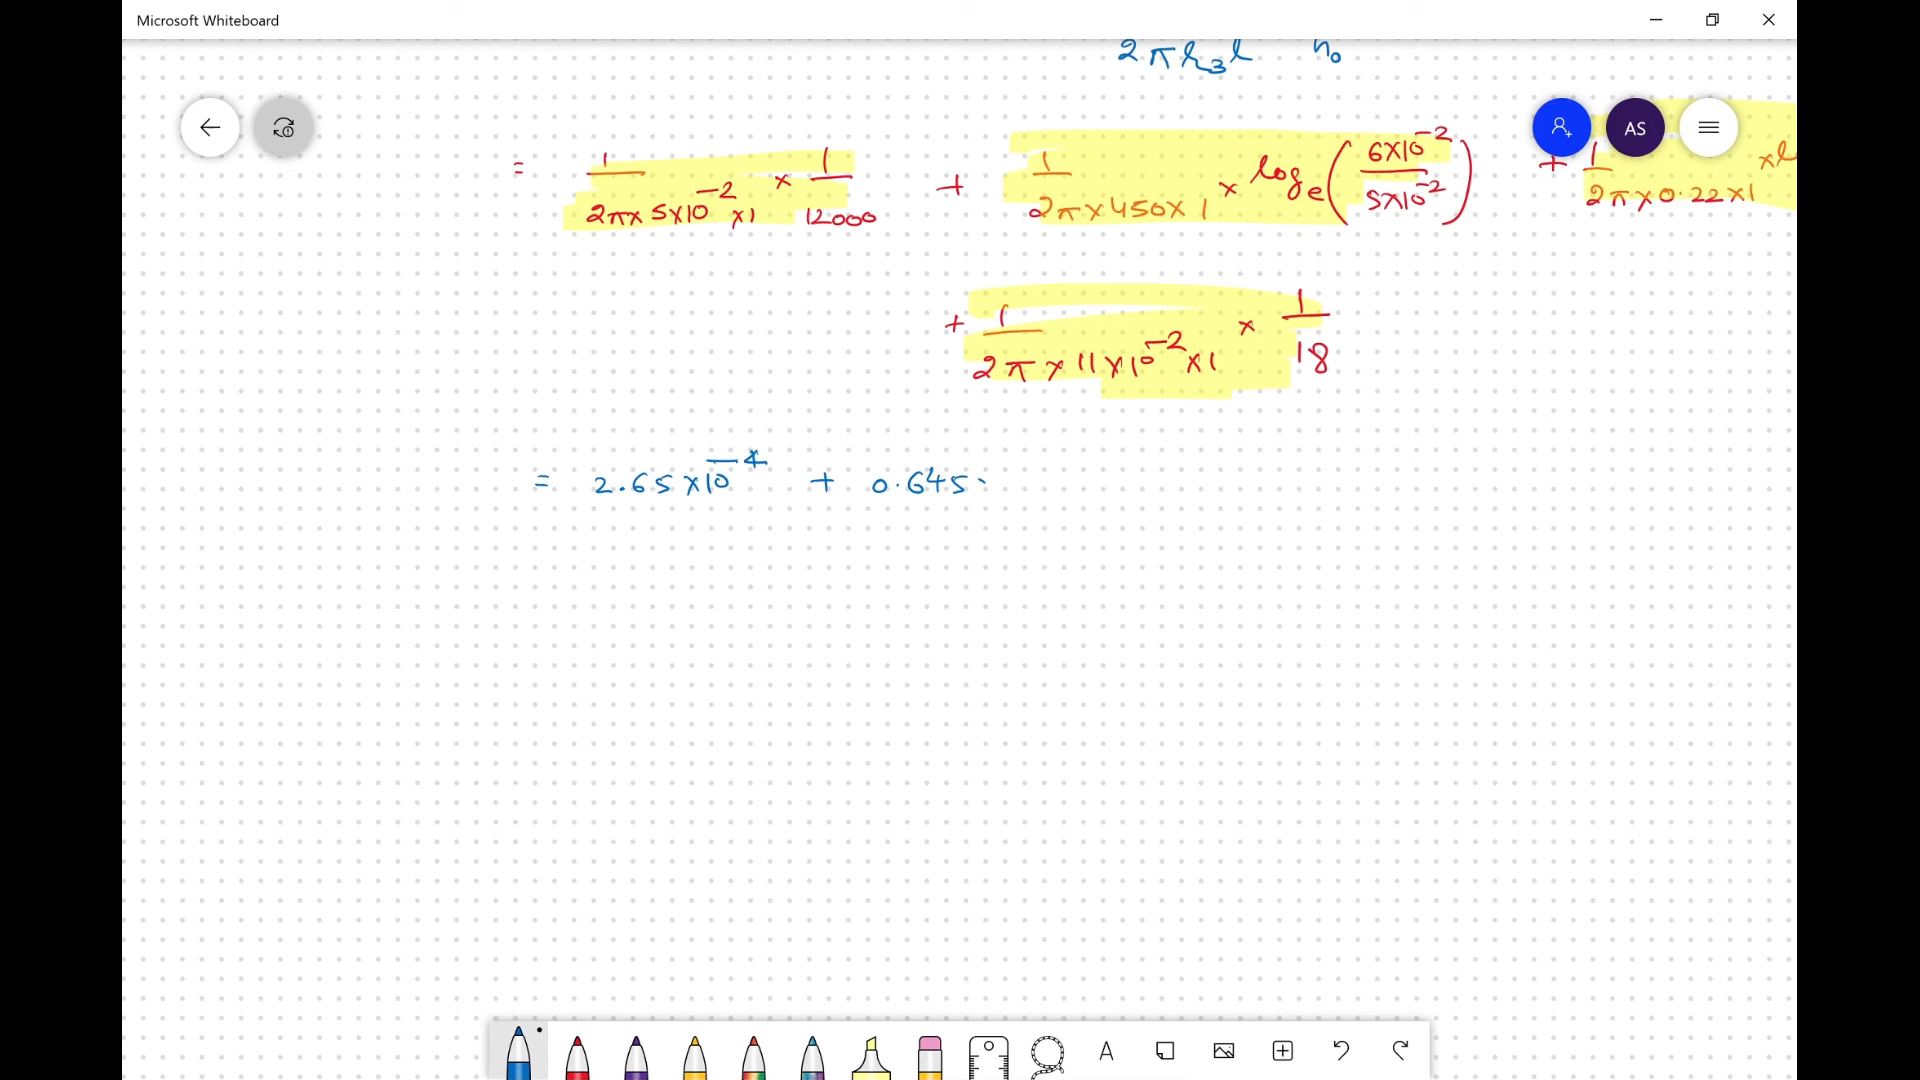 Microsoft Whiteboard
2πk₃l h₀
AS
= 1/(2π×5×10⁻²×1) × 1/12000 + 1/(2π×450×1) × logₑ(6×10⁻²/5×10⁻²) + 1/(2π×0.22×1) ×l
+ 1/(2π×11×10⁻²×1) × 1/18
= 2.65×10⁻⁴ + 0.645
A